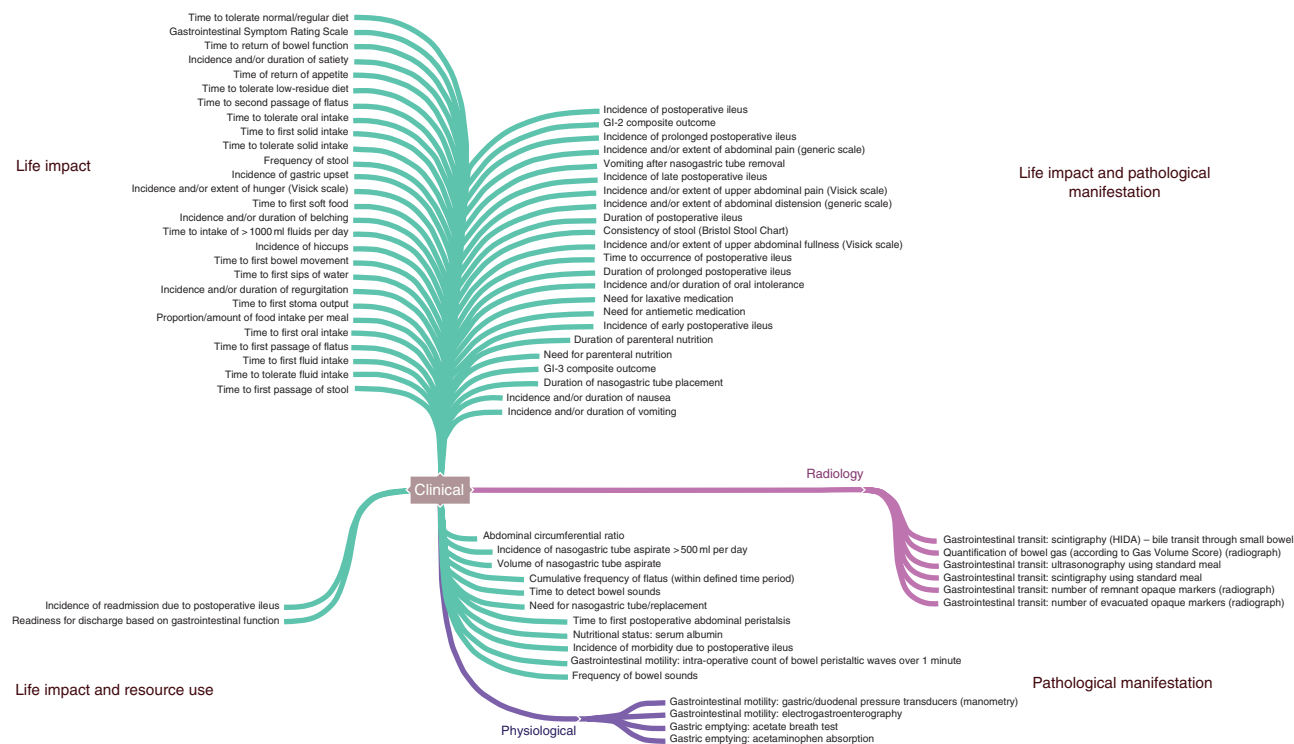 Time to tolerate normal/regular diet
Gastrointestinal Symptom Rating Scale
Time to return of bowel function
Incidence and/or duration of satiety
Time of return of appetite
Time to tolerate low-residue diet
Time to second passage of flatus
Time to tolerate oral intake
Time to first solid intake
Time to tolerate solid intake
Frequency of stool
Incidence of gastric upset
Incidence and/or extent of hunger (Visick scale)
Time to first soft food
Incidence and/or duration of belching
Time to intake of >1000 ml fluids per day
Incidence of hiccups
Time to first bowel movement
Time to first sips of water
Incidence and/or duration of regurgitation
Time to first stoma output
Proportion/amount of food intake per meal
Time to first oral intake
Time to first passage of flatus
Time to first fluid intake
Time to tolerate fluid intake
Time to first passage of stool
Life impact
Incidence of postoperative ileus
GI-2 composite outcome
Incidence of prolonged postoperative ileus
Incidence and/or extent of abdominal pain (generic scale)
Vomiting after nasogastric tube removal
Incidence of late postoperative ileus
Incidence and/or extent of upper abdominal pain (Visick scale)
Incidence and/or extent of abdominal distension (generic scale)
Duration of postoperative ileus
Consistency of stool (Bristol Stool Chart)
Incidence and/or extent of upper abdominal fullness (Visick scale)
Time to occurrence of postoperative ileus
Duration of prolonged postoperative ileus
Incidence and/or duration of oral intolerance
Need for laxative medication
Need for antiemetic medication
Incidence of early postoperative ileus
Duration of parenteral nutrition
Need for parenteral nutrition
GI-3 composite outcome
Duration of nasogastric tube placement
Incidence and/or duration of nausea
Incidence and/or duration of vomiting
Life impact and pathological
manifestation
Clinical
Radiology
Gastrointestinal transit: scintigraphy (HIDA) – bile transit through small bowel
Quantification of bowel gas (according to Gas Volume Score) (radiograph)
Gastrointestinal transit: ultrasonography using standard meal
Gastrointestinal transit: scintigraphy using standard meal
Gastrointestinal transit: number of remnant opaque markers (radiograph)
Gastrointestinal transit: number of evacuated opaque markers (radiograph)
Abdominal circumferential ratio
Incidence of nasogastric tube aspirate >500 ml per day
Volume of nasogastric tube aspirate
Cumulative frequency of flatus (within defined time period)
Time to detect bowel sounds
Need for nasogastric tube/replacement
Time to first postoperative abdominal peristalsis
Nutritional status: serum albumin
Incidence of morbidity due to postoperative ileus
Gastrointestinal motility: intra-operative count of bowel peristaltic waves over 1 minute
Frequency of bowel sounds
Incidence of readmission due to postoperative ileus
Readiness for discharge based on gastrointestinal function
Life impact and resource use
Pathological manifestation
Physiological
Gastrointestinal motility: gastric/duodenal pressure transducers (manometry)
Gastrointestinal motility: electrogastroenterography
Gastric emptying: acetate breath test
Gastric emptying: acetaminophen absorption